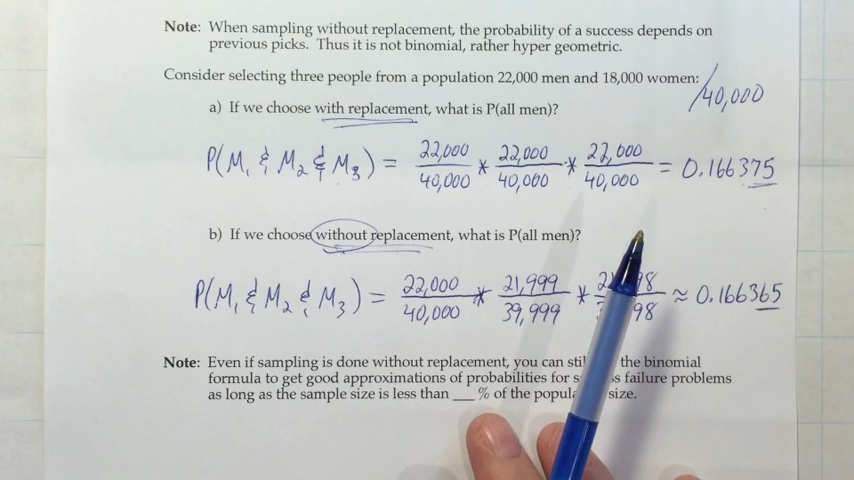 Note: When sampling without replacement, the probability of a success depends on
previous picks. Thus it is not binomial, rather hyper geometric.
Consider selecting three people from a population 22,000 men and 18,000 women:
/40,000
a) If we choose with replacement, what is P(all men)?
P(M₁ & M₂ & M₃) = 22,000/40,000 * 22,000/40,000 * 22,000/40,000 = 0.166375
b) If we choose without replacement, what is P(all men)?
P(M₁ & M₂ & M₃) = 22,000/40,000 * 21,999/39,999 * 98/98 ≈ 0.166365
Note: Even if sampling is done without replacement, you can the binomial
formula to get good approximations of probabilities for failure problems
as long as the sample size is less than ___ % of the size.